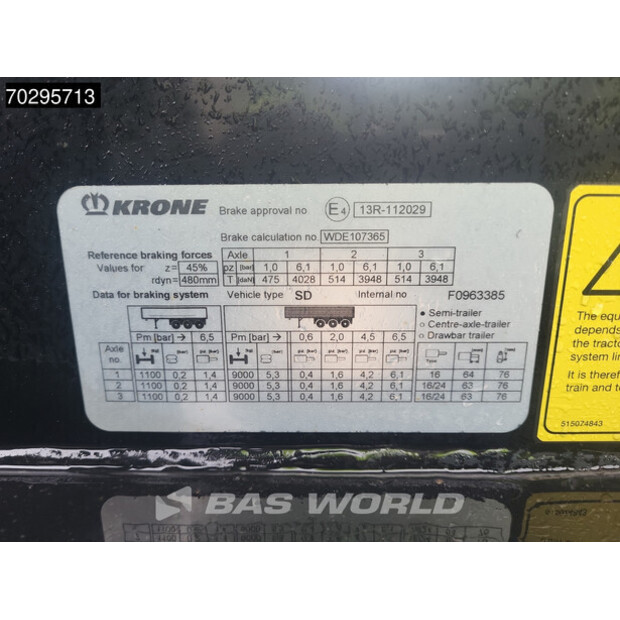 70295713
KRONE Brake approval no E4 13R-112029
Brake calculation no. WDE107365
Reference braking forces Axle 1 2 3
Values for z= 45% pz [bar] 1,0 6,1 1,0 6,1 1,0 6,1
rdyn= 480mm T [daN] 475 4028 514 3948 514 3948
Data for braking system Vehicle type SD Internal no F0963385
• Semi-trailer
○ Centre-axle-trailer
○ Drawbar trailer
Pm [bar] → 6,5 Pm [bar] → 0,6 2,0 4,5 6,5
Axle no.
1 1100 0,2 1,4 9000 5,3 0,4 1,6 4,2 6,1 16 64 76
2 1100 0,2 1,4 9000 5,3 0,4 1,6 4,2 6,1 16/24 63 76
3 1100 0,2 1,4 9000 5,3 0,4 1,6 4,2 6,1 16/24 63 76
The equ
depends
the tracto
system lin
It is theref
train and t
515074843
BAS WORLD